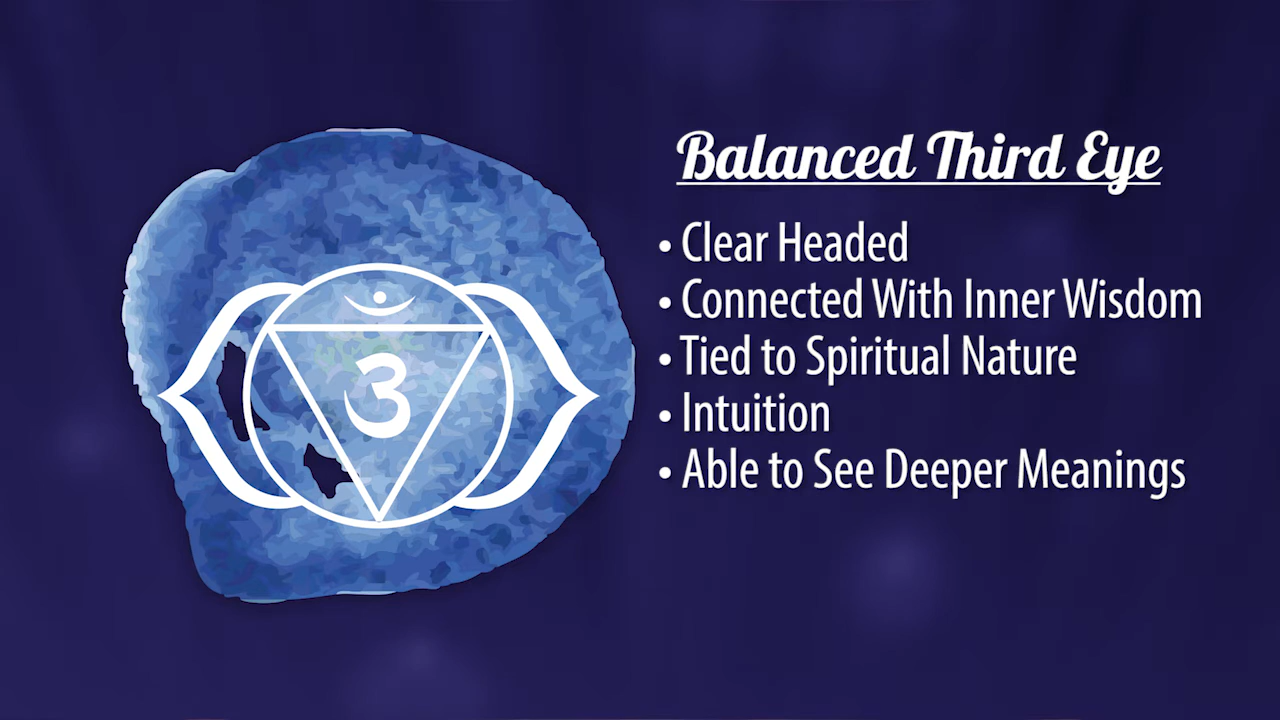 Balanced Third Eye
• Clear Headed
• Connected With Inner Wisdom
• Tied to Spiritual Nature
• Intuition
• Able to See Deeper Meanings